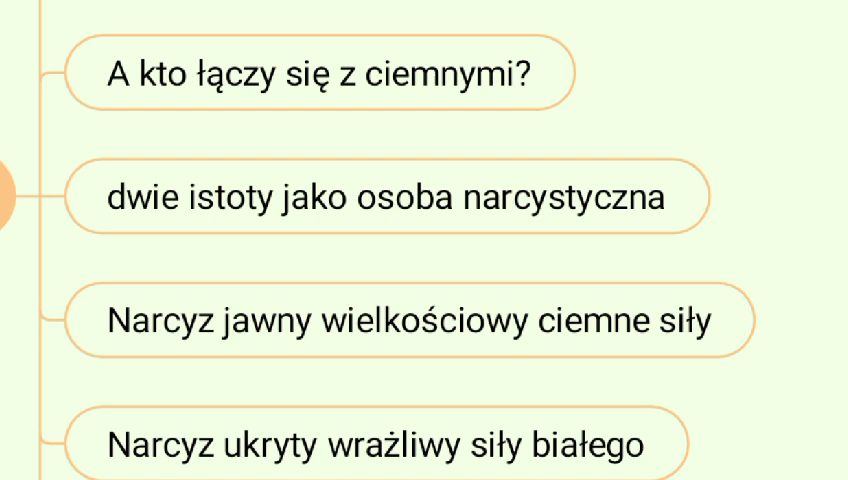 A kto łączy się z ciemnymi?
dwie istoty jako osoba narcystyczna
Narcyz jawny wielkościowy ciemne siły
Narcyz ukryty wrażliwy siły białego